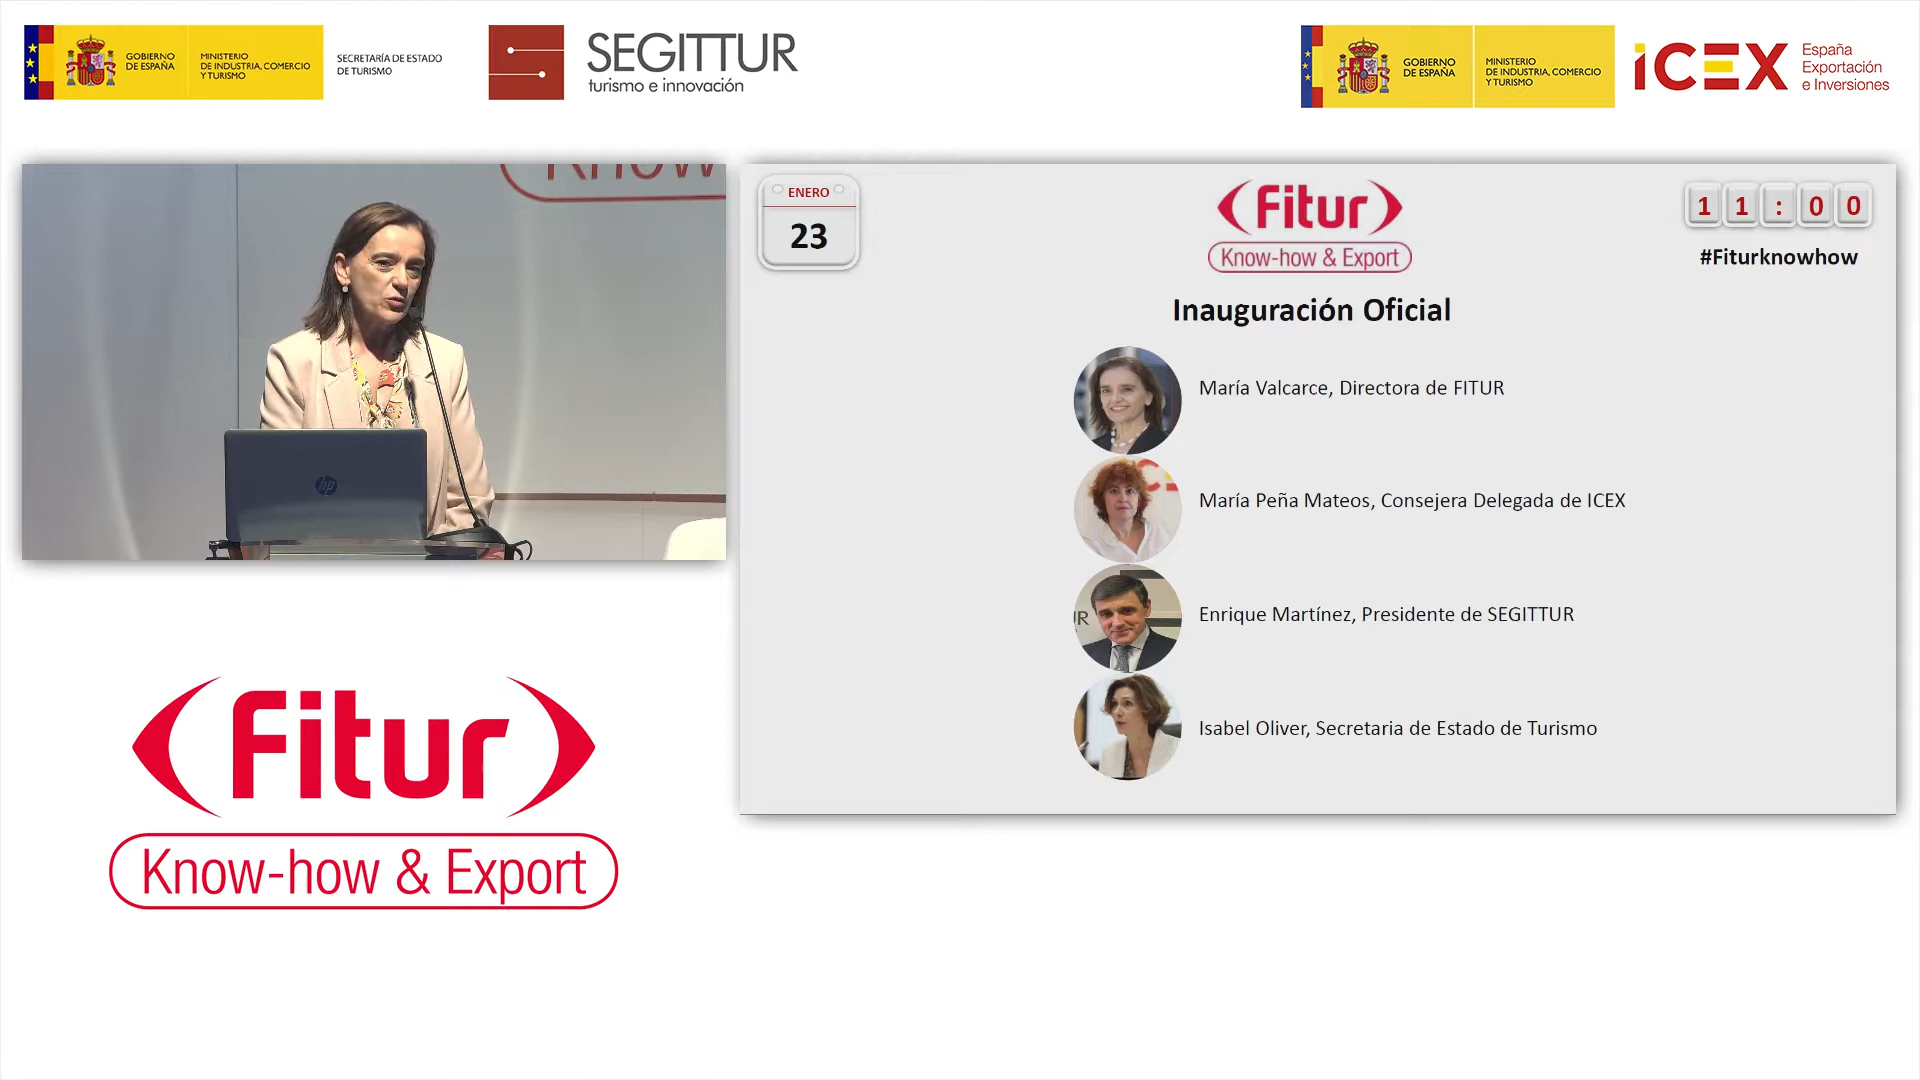 GOBIERNO
DE ESPAÑA
MINISTERIO
DE INDUSTRIA, COMERCIO
Y TURISMO
SECRETARÍA DE ESTADO
DE TURISMO
SEGITTUR
turismo e innovación
GOBIERNO
DE ESPAÑA
MINISTERIO
DE INDUSTRIA, COMERCIO
Y TURISMO
iCEX
España
Exportación
e Inversiones
Know
hp
ENERO
23
Fitur
Know-how & Export
11:00
#Fiturknowhow
Inauguración Oficial
María Valcarce, Directora de FITUR
María Peña Mateos, Consejera Delegada de ICEX
Enrique Martínez, Presidente de SEGITTUR
Isabel Oliver, Secretaria de Estado de Turismo
Fitur
Know-how & Export